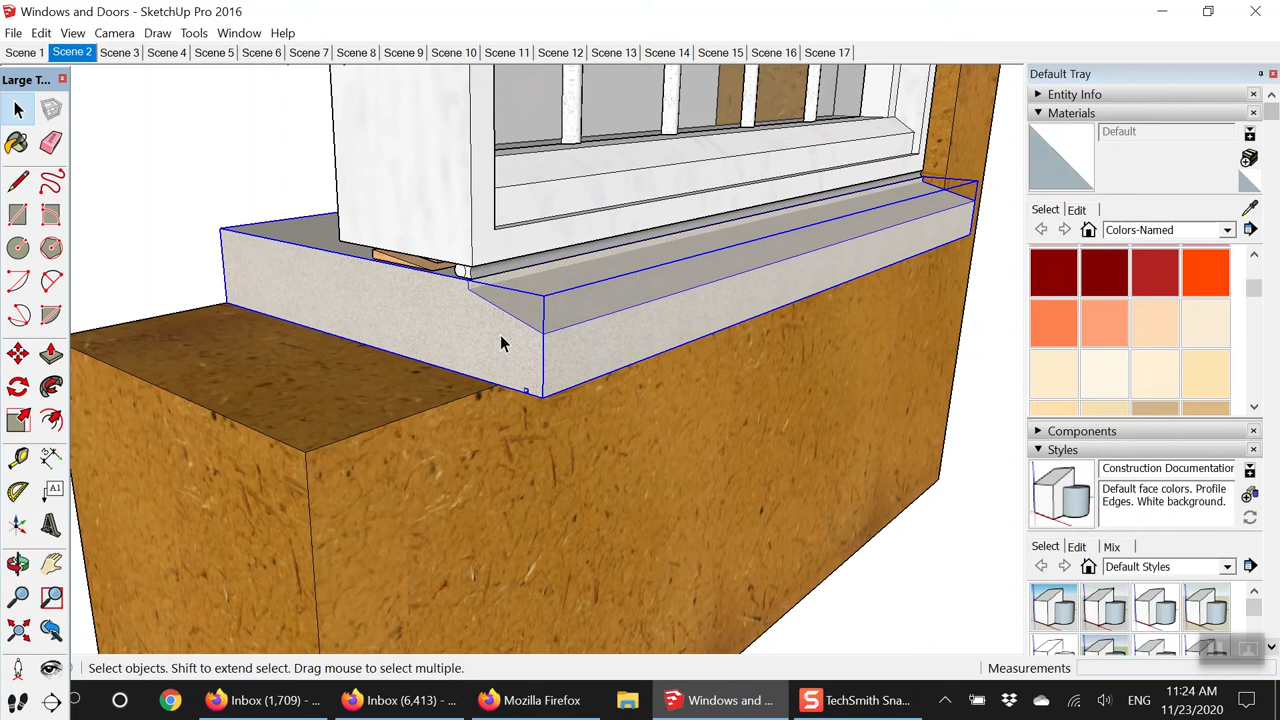 Windows and Doors - SketchUp Pro 2016
File Edit View Camera Draw Tools Window Help
Scene 1 Scene 2 Scene 3 Scene 4 Scene 5 Scene 6 Scene 7 Scene 8 Scene 9 Scene 10 Scene 11 Scene 12 Scene 13 Scene 14 Scene 15 Scene 16 Scene 17
Large T...
Default Tray
Entity Info
Materials
Default
Select Edit
Colors-Named
Components
Styles
Construction Documentation
Default face colors. Profile
Edges. White background.
Select Edit Mix
Default Styles
A1
Select objects. Shift to extend select. Drag mouse to select multiple.
Measurements
Inbox (1,709) - ...
Inbox (6,413) - ...
Mozilla Firefox
Windows and ...
TechSmith Sna...
ENG
11:24 AM
11/23/2020